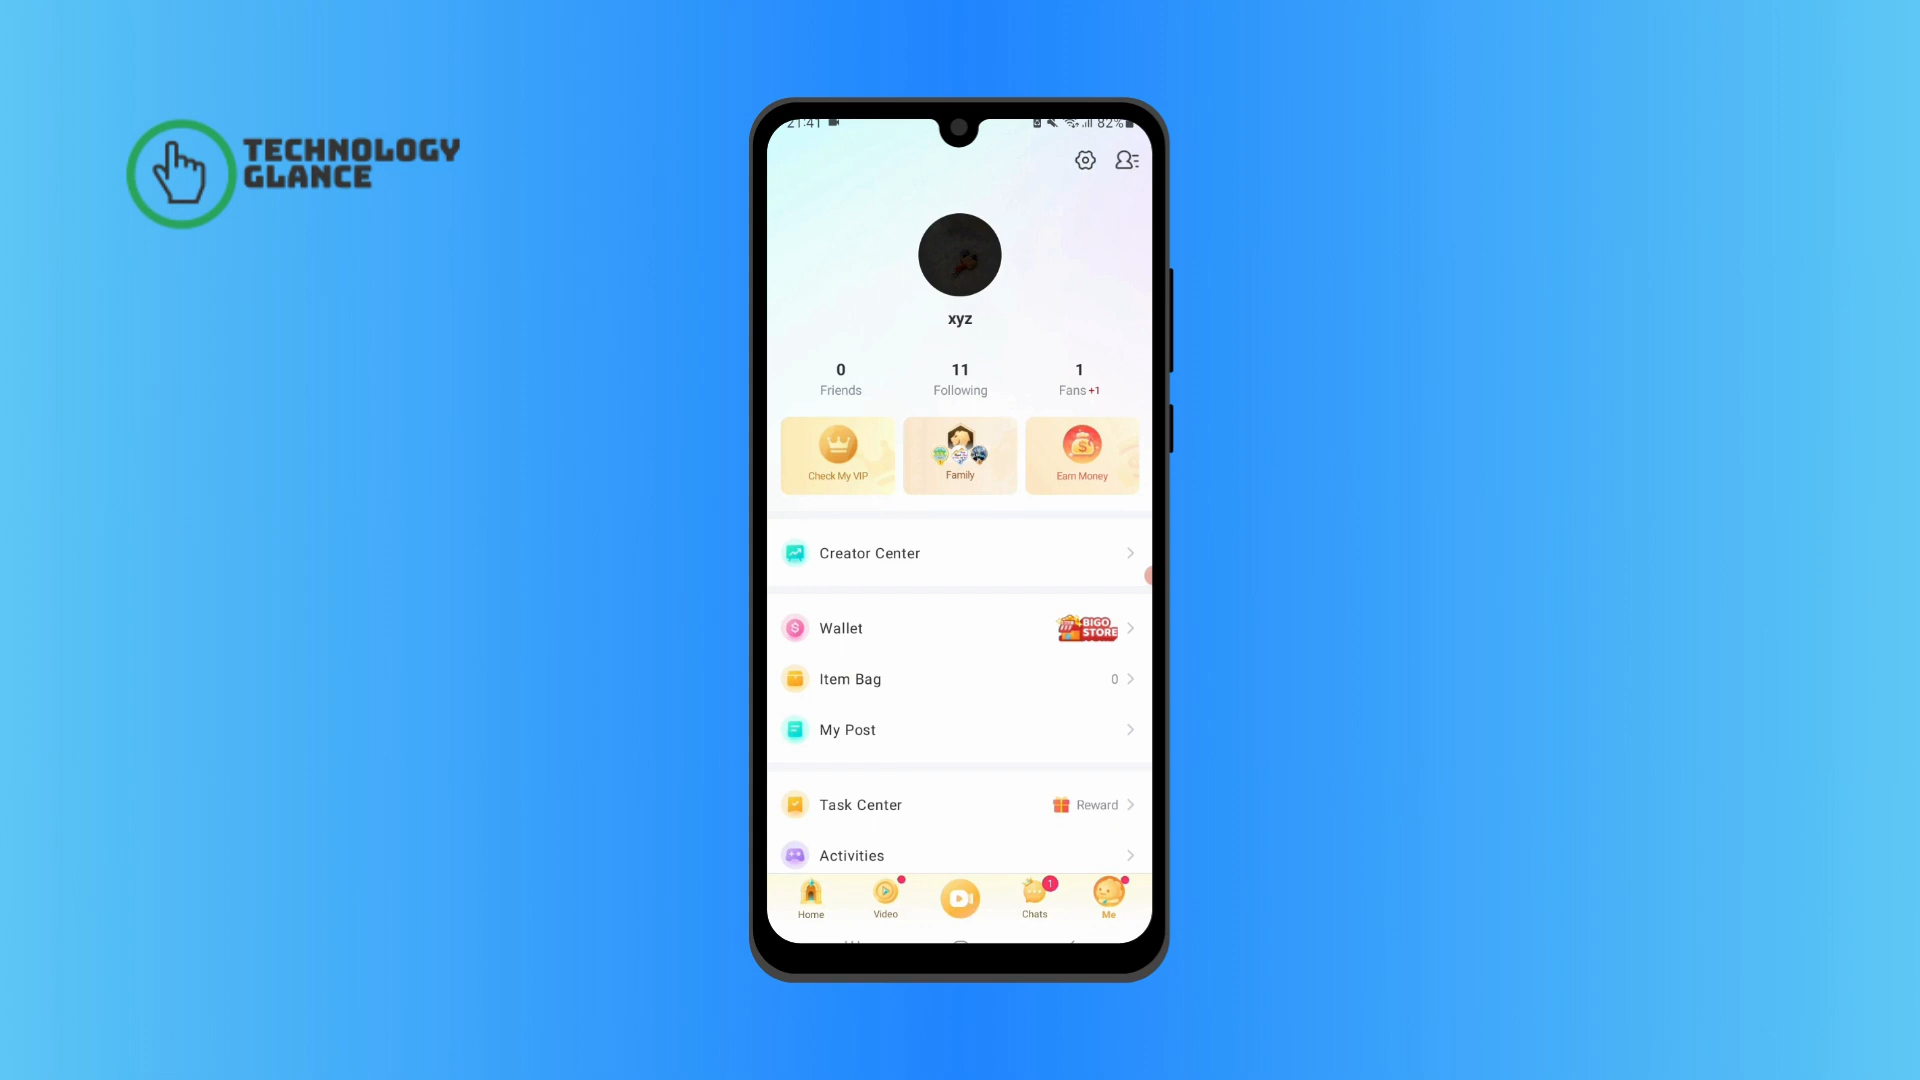 TECHNOLOGY
GLANCE
21:41
82%
xyz
0
11
1
Friends
Following
Fans +1
Check My VIP
Family
Earn Money
Creator Center
Wallet
BIGO
STORE
Item Bag
0
My Post
Task Center
Reward
Activities
1
Home
Video
Chats
Me